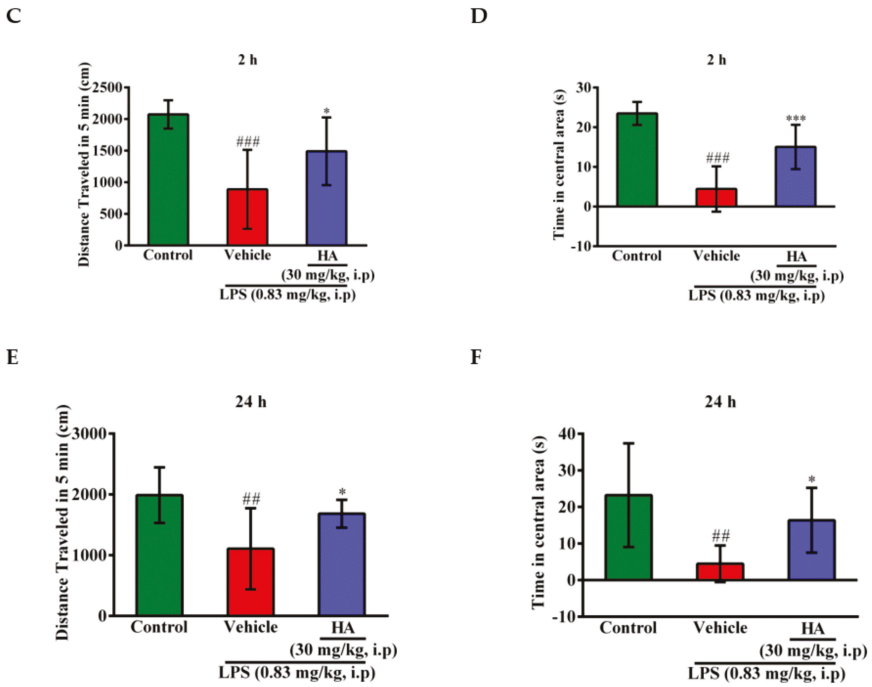 C
2 h
Distance Traveled in 5 min (cm)
2500
2000
1500
1000
500
0
###
*
Control
Vehicle
HA
(30 mg/kg, i.p)
LPS (0.83 mg/kg, i.p)
D
2 h
Time in central area (s)
30
20
10
0
-10
###
***
Control
Vehicle
HA
(30 mg/kg, i.p)
LPS (0.83 mg/kg, i.p)
E
24 h
Distance Traveled in 5 min (cm)
3000
2000
1000
0
##
*
Control
Vehicle
HA
(30 mg/kg, i.p)
LPS (0.83 mg/kg, i.p)
F
24 h
Time in central area (s)
40
30
20
10
0
-10
##
*
Control
Vehicle
HA
(30 mg/kg, i.p)
LPS (0.83 mg/kg, i.p)